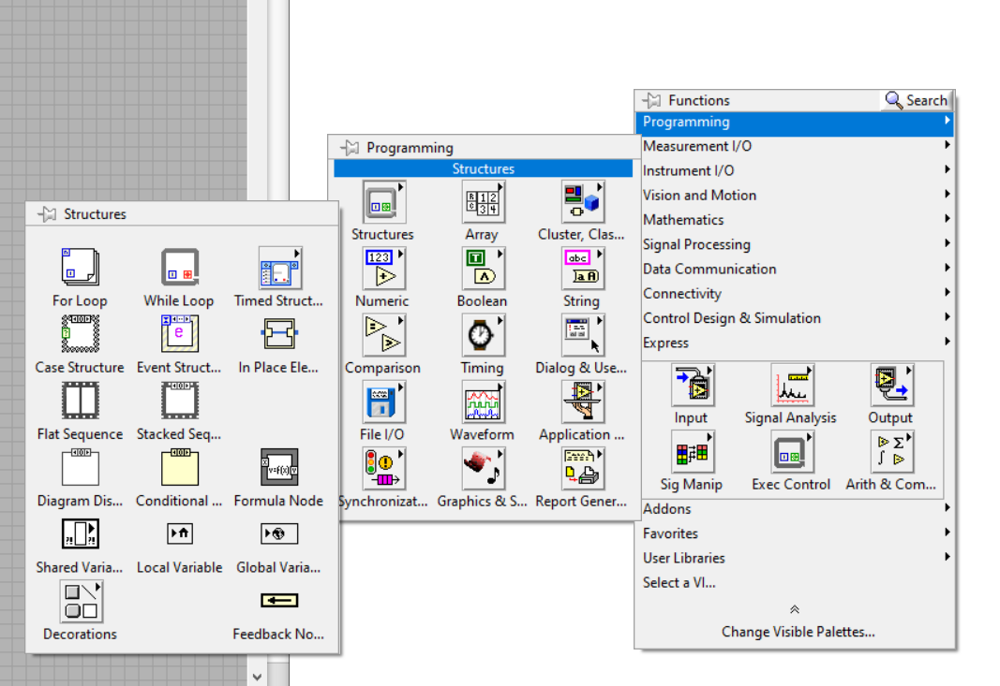 Functions
Search
Programming
Measurement I/O
Instrument I/O
Vision and Motion
Mathematics
Signal Processing
Data Communication
Connectivity
Control Design & Simulation
Express
Input Signal Analysis Output
Sig Manip Exec Control Arith & Com...
Addons
Favorites
User Libraries
Select a VI...
Change Visible Palettes...
Programming
Structures
Structures Array Cluster, Clas...
Numeric Boolean String
Comparison Timing Dialog & Use...
File I/O Waveform Application ...
Synchronizat... Graphics & S... Report Gener...
Structures
For Loop While Loop Timed Struct...
Case Structure Event Struct... In Place Ele...
Flat Sequence Stacked Seq...
Diagram Dis... Conditional ... Formula Node
Shared Varia... Local Variable Global Varia...
Decorations Feedback No...